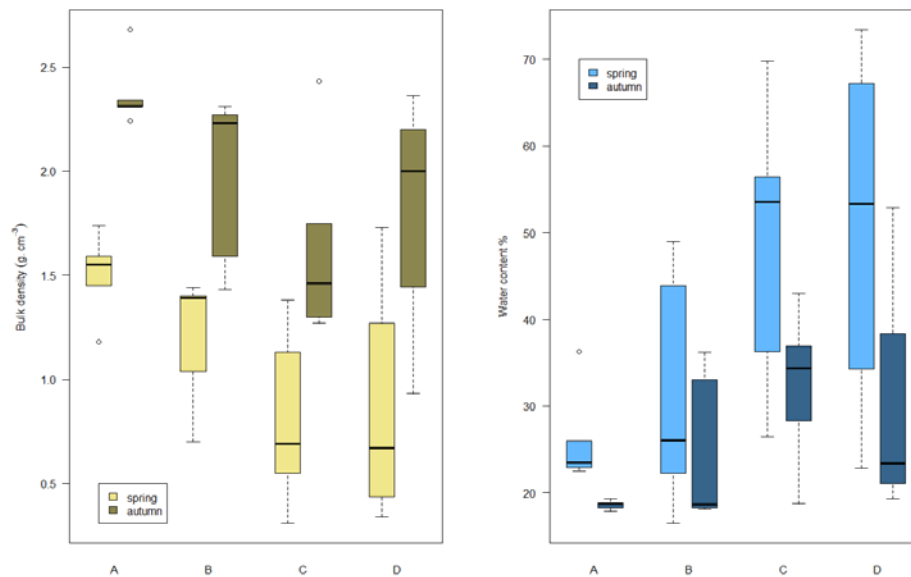 Bulk density (g. cm⁻³)
2.5
2.0
1.5
1.0
0.5
spring
autumn
A B C D
Water content %
70
60
50
40
30
20
spring
autumn
A B C D